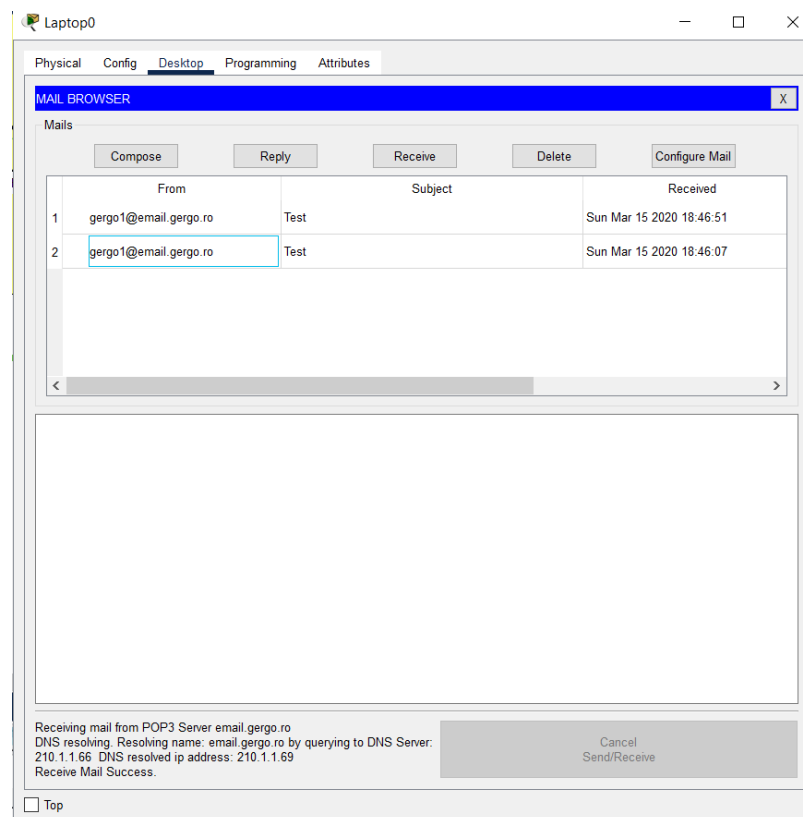 Laptop0
Physical Config Desktop Programming Attributes
MAIL BROWSER X
Mails
Compose Reply Receive Delete Configure Mail
From Subject Received
1 gergo1@email.gergo.ro Test Sun Mar 15 2020 18:46:51
2 gergo1@email.gergo.ro Test Sun Mar 15 2020 18:46:07
Receiving mail from POP3 Server email.gergo.ro
DNS resolving. Resolving name: email.gergo.ro by querying to DNS Server:
210.1.1.66 DNS resolved ip address: 210.1.1.69
Receive Mail Success.
Cancel
Send/Receive
Top